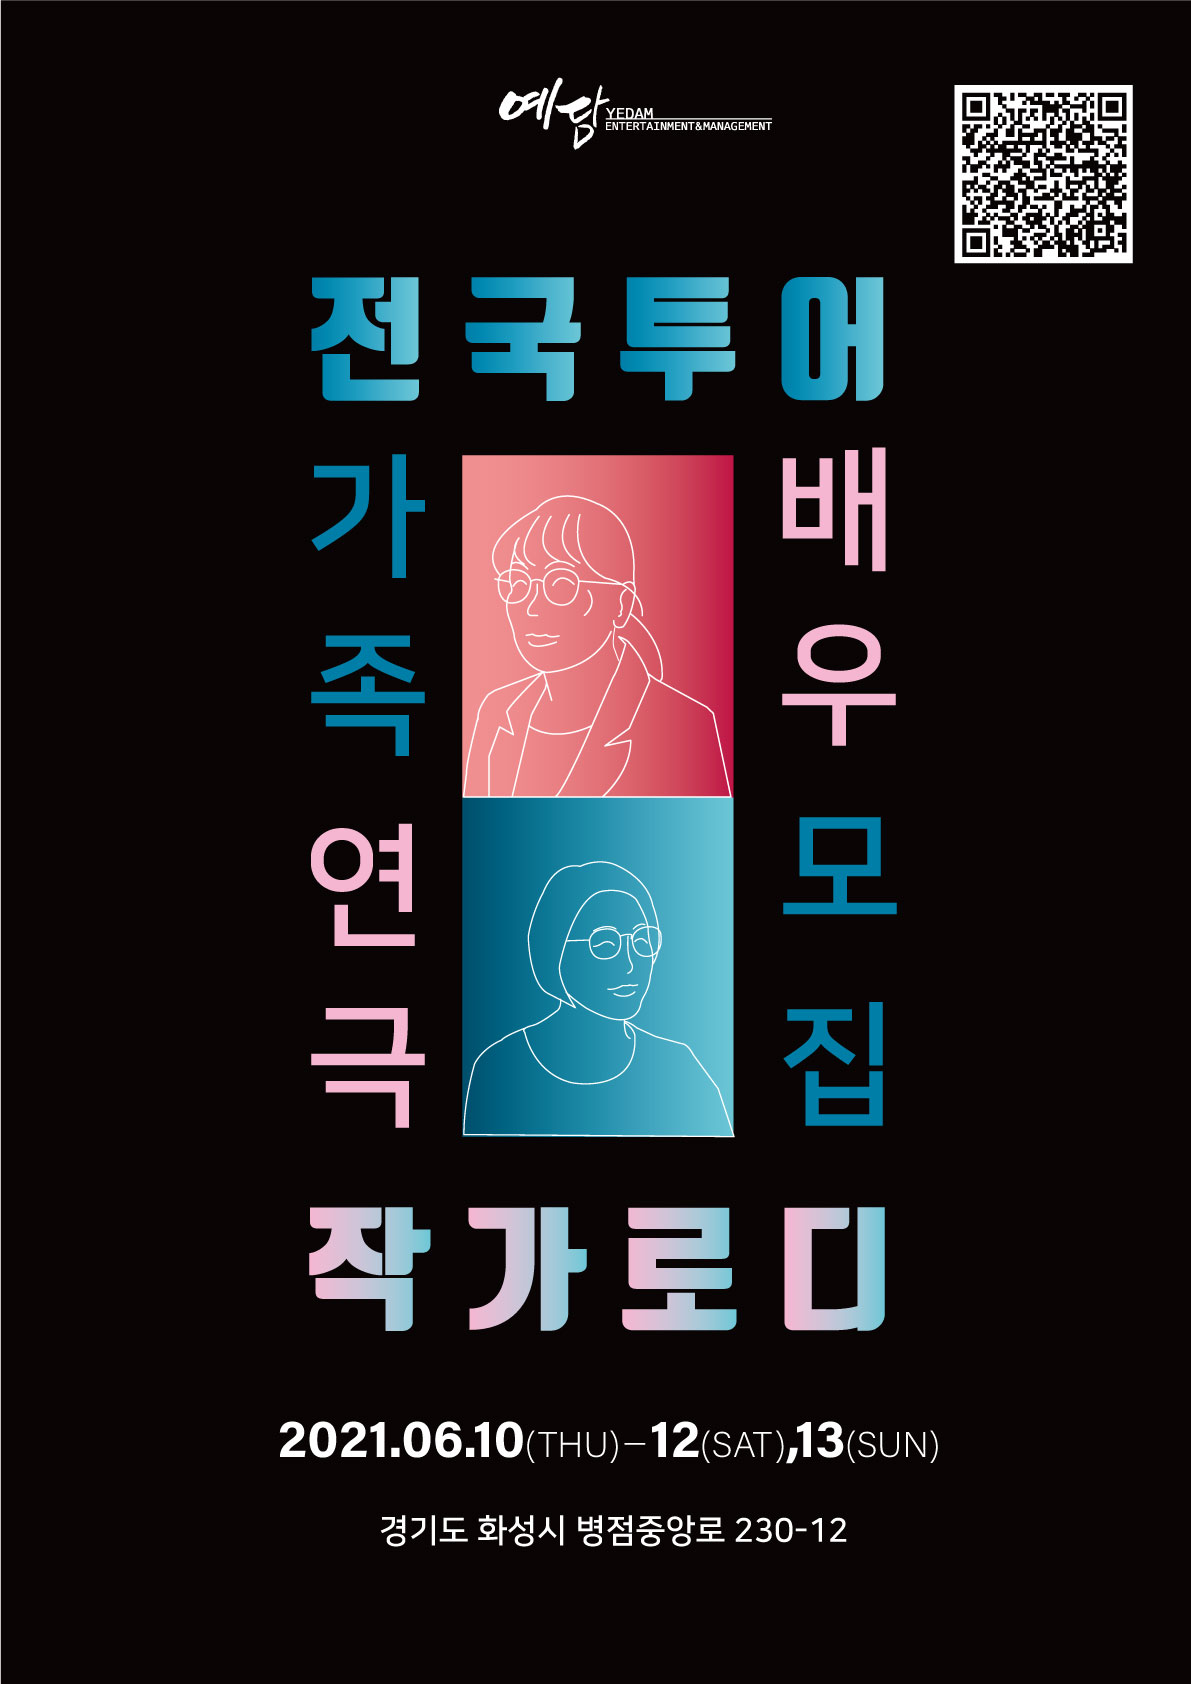 예담
YEDAM
ENTERTAINMENT&MANAGEMENT
전국투어
가족연극
배우모집
작가로디
2021.06.10(THU)–12(SAT),13(SUN)
경기도 화성시 병점중앙로 230-12